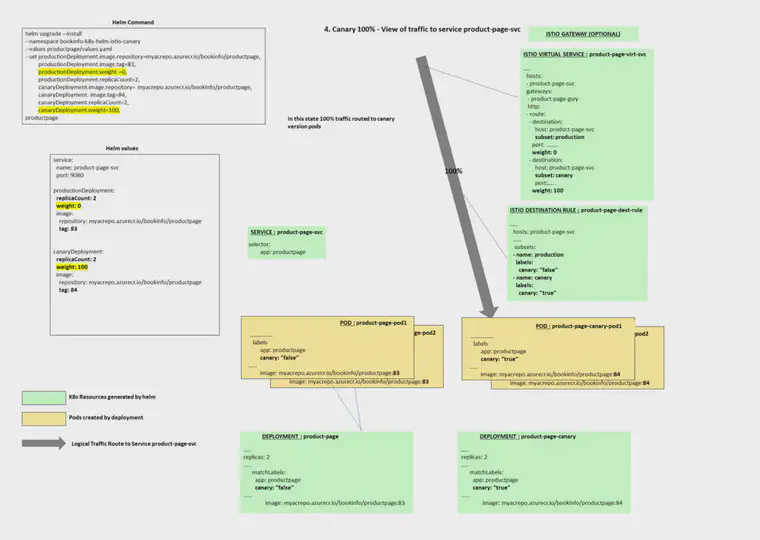 Helm Command
helm upgrade --install
--namespace bookinfo-k8s-helm-istio-canary
--values productpage/values.yaml
--set productionDeployment.image.repository=myacrepo.azurecr.io/bookinfo/productpage,
productionDeployment.image.tag=83,
productionDeployment.weight =0,
productionDeployment.replicaCount=2,
canaryDeployment.image.repository= myacrepo.azurecr.io/bookinfo/productpage,
canaryDeployment. image.tag=84,
canaryDeployment.replicaCount=2,
canaryDeployment.weight=100,
productpage
Helm values
service:
name: product-page-svc
port: 9080
productionDeployment:
replicaCount: 2
weight: 0
image:
repository: myacrepo.azurecr.io/bookinfo/productpage
tag: 83
canaryDeployment:
replicaCount: 2
weight: 100
image:
repository: myacrepo.azurecr.io/bookinfo/productpage
tag: 84
K8s Resources generated by helm
Pods created by deployment
Logical Traffic Route to Service product-page-svc
4. Canary 100% - View of traffic to service product-page-svc
In this state 100% traffic routed to canary
version pods
100%
ISTIO GATEWAY (OPTIONAL)
ISTIO VIRTUAL SERVICE : product-page-virt-svc
.....
hosts:
- product-page-svc
gateways:
- product-page-gwy
http:
- route:
- destination:
host: product-page-svc
subset: production
port: ........
weight: 0
- destination:
host: product-page-svc
subset: canary
port:......
weight: 100
ISTIO DESTINATION RULE : product-page-dest-rule
.....
hosts: product-page-svc
.....
subsets:
- name: production
labels:
canary: "false"
- name: canary
labels:
canary: "true"
SERVICE : product-page-svc
selector:
app: productpage
POD : product-page-pod1
............
labels
app: productpage
canary: "false"
.....
image: myacrepo.azurecr.io/bookinfo/productpage:83
ge-pod2
image: myacrepo.azurecr.io/bookinfo/productpage:83
POD : product-page-canary-pod1
............
labels
app: productpage
canary: "true"
.....
image: myacrepo.azurecr.io/bookinfo/productpage:84
od2
image: myacrepo.azurecr.io/bookinfo/productpage:84
DEPLOYMENT : product-page
.....
replicas: 2
.....
matchLabels:
app: productpage
canary: "false"
.....
image: myacrepo.azurecr.io/bookinfo/productpage:83
DEPLOYMENT : product-page-canary
.....
replicas: 2
.....
matchLabels:
app: productpage
canary: "true"
.....
image: myacrepo.azurecr.io/bookinfo/productpage:84